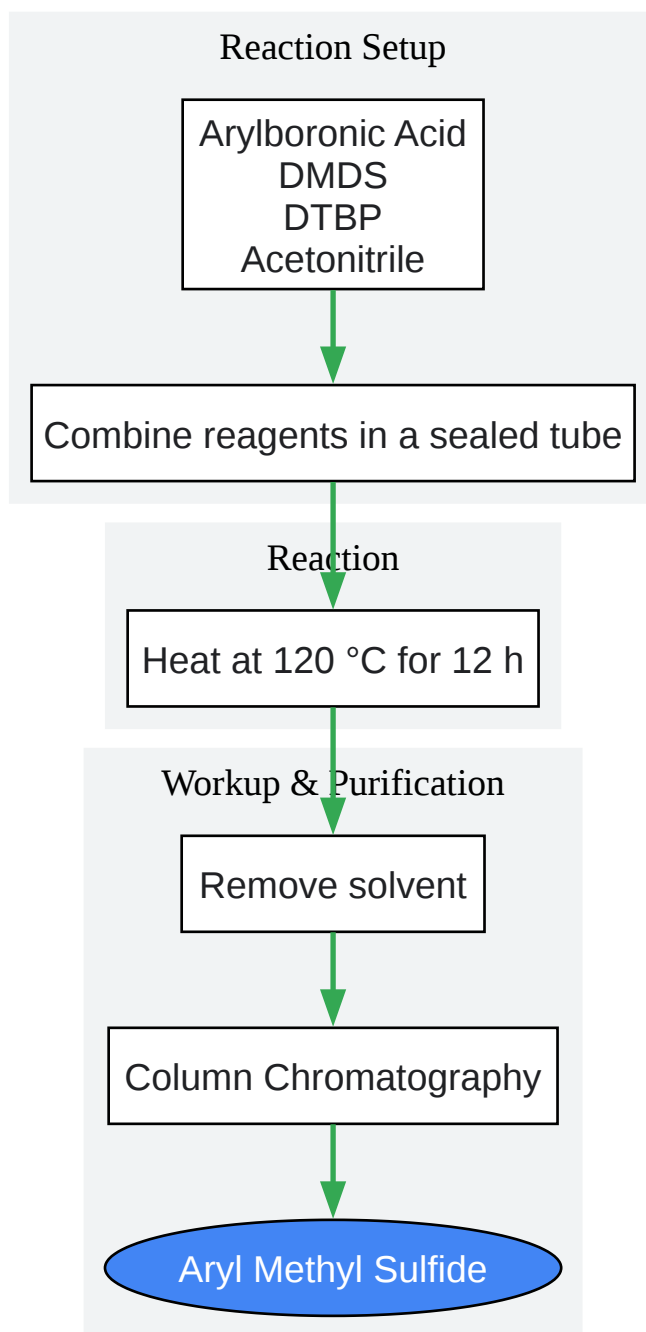 Reaction Setup
Arylboronic Acid
DMDS
DTBP
Acetonitrile
Combine reagents in a sealed tube
Reaction
Heat at 120 °C for 12 h
Workup & Purification
Remove solvent
Column Chromatography
Aryl Methyl Sulfide